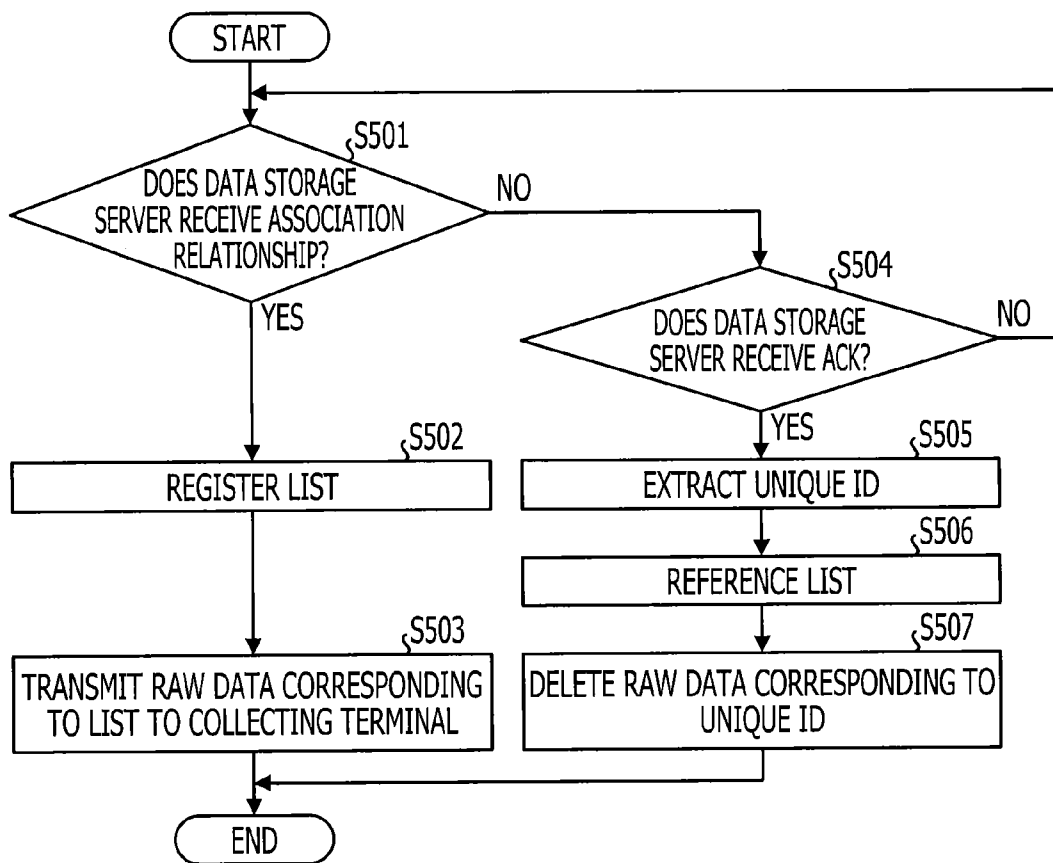 START
S501
DOES DATA STORAGE
SERVER RECEIVE ASSOCIATION
RELATIONSHIP?
NO
YES
S504
DOES DATA STORAGE
SERVER RECEIVE ACK?
NO
YES
S502
REGISTER LIST
S505
EXTRACT UNIQUE ID
S506
REFERENCE LIST
S503
TRANSMIT RAW DATA CORRESPONDING
TO LIST TO COLLECTING TERMINAL
S507
DELETE RAW DATA CORRESPONDING TO
UNIQUE ID
END